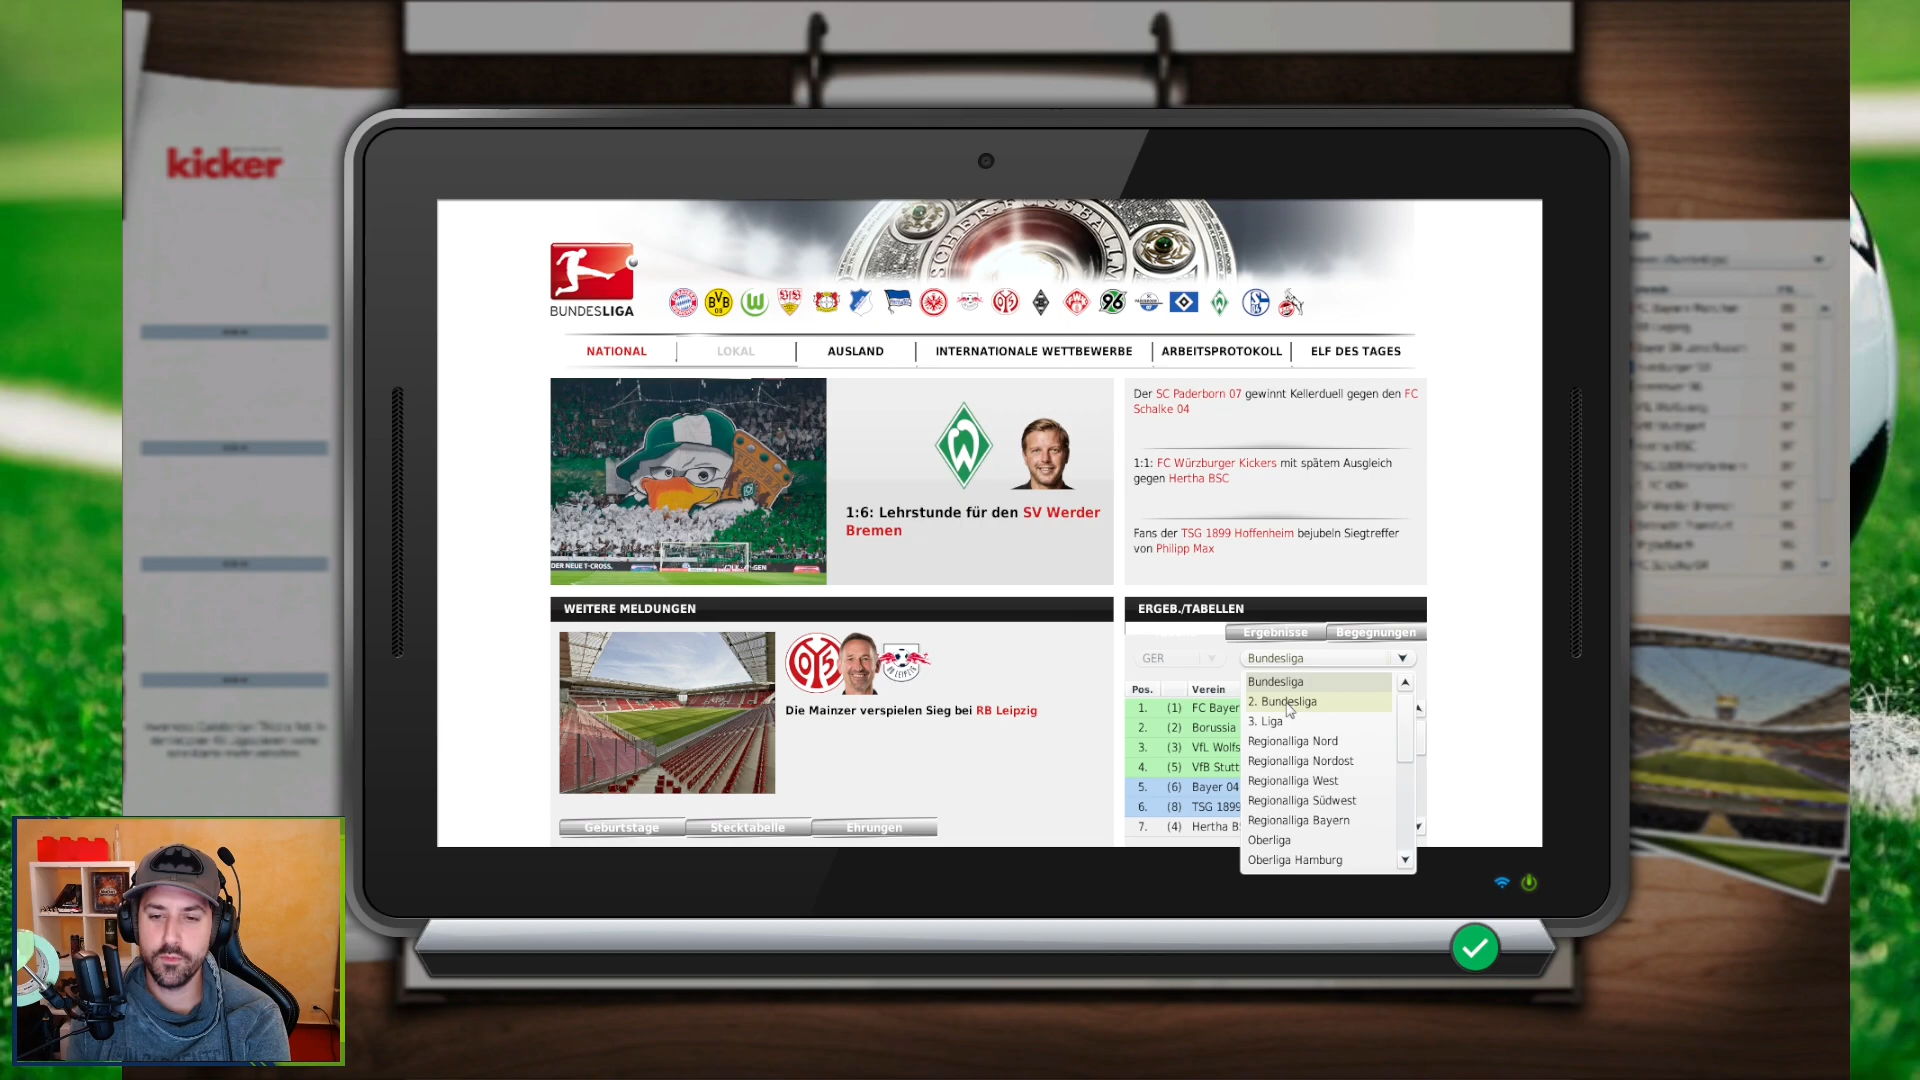 kicker
BUNDESLIGA
NATIONAL
LOKAL
AUSLAND
INTERNATIONALE WETTBEWERBE
ARBEITSPROTOKOLL
ELF DES TAGES
1:6: Lehrstunde für den SV Werder
Bremen
Der SC Paderborn 07 gewinnt Kellerduell gegen den FC
Schalke 04
1:1: FC Würzburger Kickers mit spätem Ausgleich
gegen Hertha BSC
Fans der TSG 1899 Hoffenheim bejubeln Siegtreffer
von Philipp Max
DER NEUE T-CROSS.
WEITERE MELDUNGEN
Die Mainzer verspielen Sieg bei RB Leipzig
Geburtstage
Stecktabelle
Ehrungen
ERGEB./TABELLEN
Ergebnisse
Begegnungen
GER
Bundesliga
Pos. Verein
1. (1) FC Bayer
2. (2) Borussia
3. (3) VfL Wolfs
4. (5) VfB Stutt
5. (6) Bayer 04
6. (8) TSG 1899
7. (4) Hertha B
Bundesliga
2. Bundesliga
3. Liga
Regionalliga Nord
Regionalliga Nordost
Regionalliga West
Regionalliga Südwest
Regionalliga Bayern
Oberliga
Oberliga Hamburg